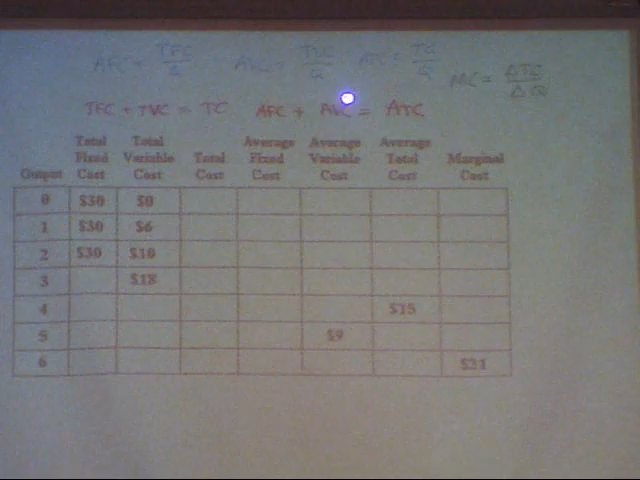 AFC = TFC/Q AVC = TVC/Q ATC = TC/Q MC = ΔTC/ΔQ
TFC + TVC = TC AFC + AVC = ATC
Output Total Fixed Cost Total Variable Cost Total Cost Average Fixed Cost Average Variable Cost Average Total Cost Marginal Cost
0 $30 $0
1 $30 $6
2 $30 $10
3 $18
4 $15
5 $9
6 $21